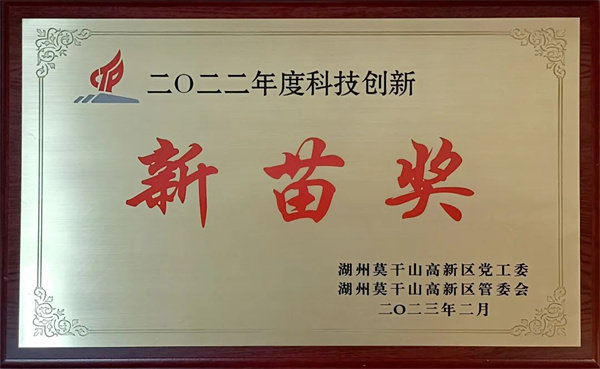 二〇二二年度科技创新
新苗奖
湖州莫干山高新区党工委
湖州莫干山高新区管委会
二〇二三年二月